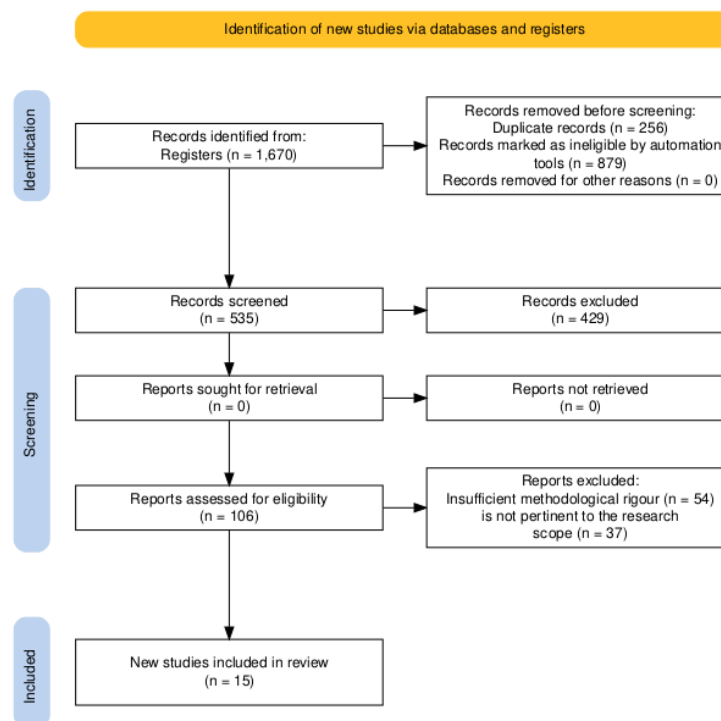 Identification of new studies via databases and registers
Identification
Records identified from:
Registers (n = 1,670)
Records removed before screening:
Duplicate records (n = 256)
Records marked as ineligible by automation
tools (n = 879)
Records removed for other reasons (n = 0)
Screening
Records screened
(n = 535)
Records excluded
(n = 429)
Reports sought for retrieval
(n = 0)
Reports not retrieved
(n = 0)
Reports assessed for eligibility
(n = 106)
Reports excluded:
Insufficient methodological rigour (n = 54)
is not pertinent to the research
scope (n = 37)
Included
New studies included in review
(n = 15)